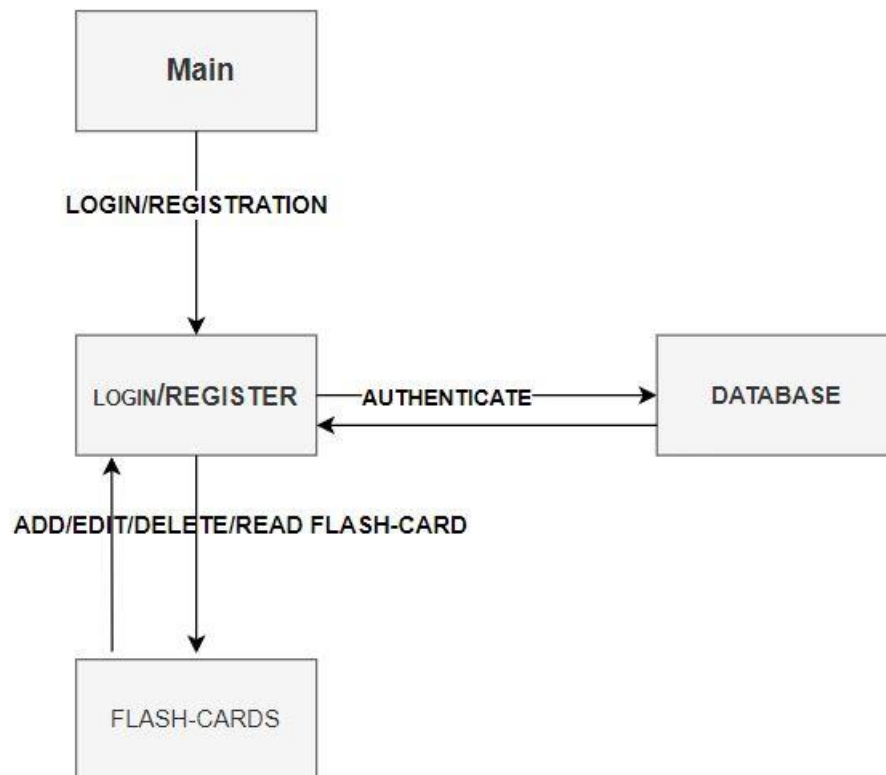 Main
LOGIN/REGISTRATION
LOGIN/REGISTER
AUTHENTICATE
DATABASE
ADD/EDIT/DELETE/READ FLASH-CARD
FLASH-CARDS